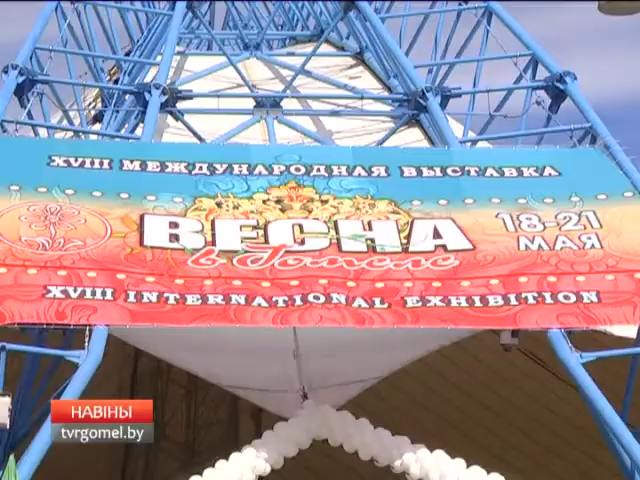 XVIII МЕЖДУНАРОДНАЯ ВЫСТАВКА
ВЕСНА
в Гомеле
18-21
МАЯ
XVIII INTERNATIONAL EXHIBITION
НАВІНЫ
tvrgomel.by